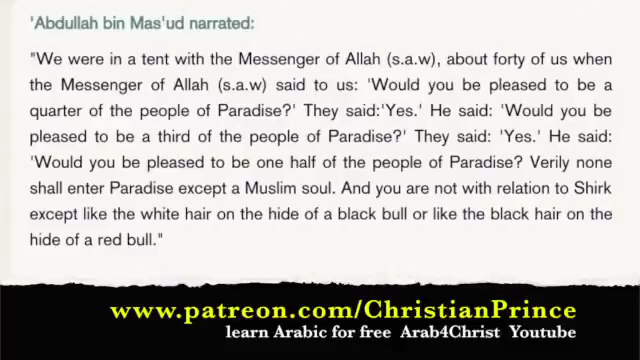 'Abdullah bin Mas'ud narrated:
"We were in a tent with the Messenger of Allah (s.a.w), about forty of us when
the Messenger of Allah (s.a.w) said to us: 'Would you be pleased to be a
quarter of the people of Paradise?' They said:'Yes.' He said: 'Would you be
pleased to be a third of the people of Paradise?' They said: 'Yes.' He said:
'Would you be pleased to be one half of the people of Paradise? Verily none
shall enter Paradise except a Muslim soul. And you are not with relation to Shirk
except like the white hair on the hide of a black bull or like the black hair on the
hide of a red bull."
www.patreon.com/ChristianPrince
learn Arabic for free Arab4Christ Youtube